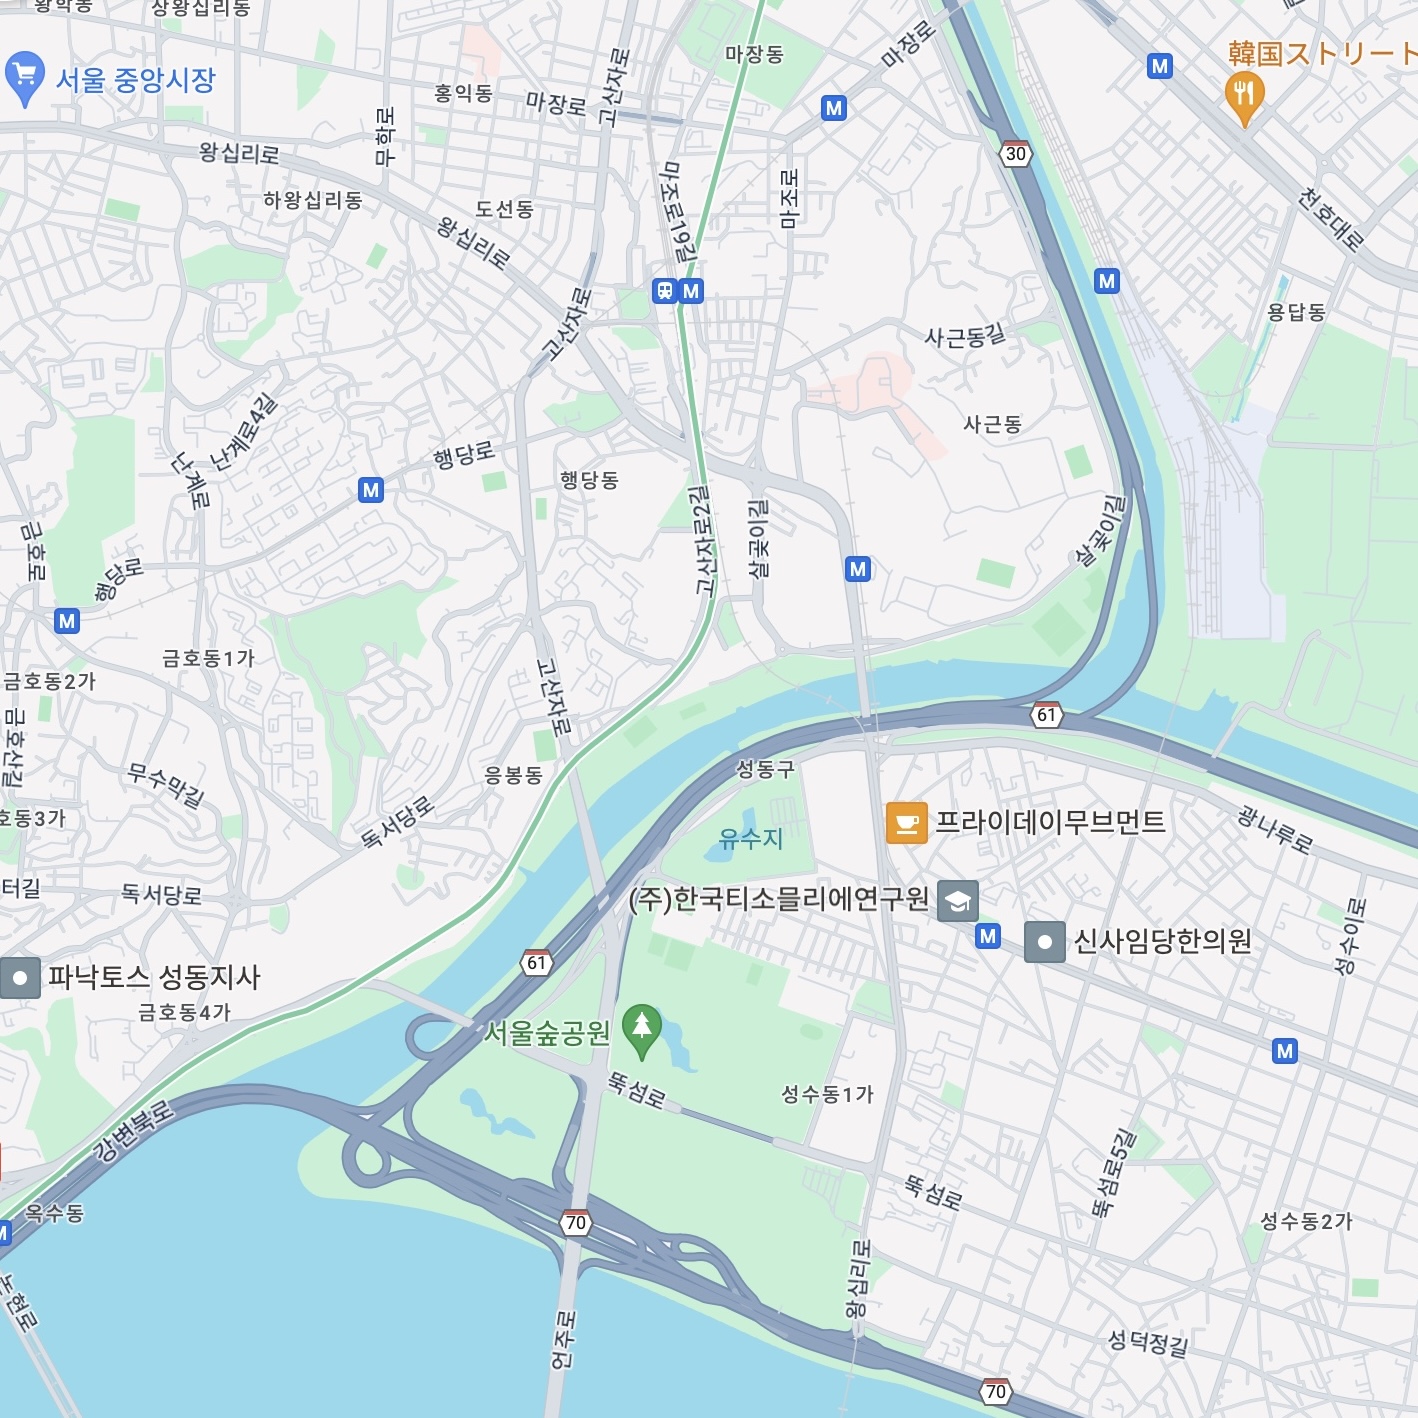 왕학동
상왕십리동
마장동
마장로
韓国ストリート
서울 중앙시장
홍익동
마장로
고산자로
무학로
왕십리로
30
하왕십리동
도선동
마조로19길
마조로
천호대로
왕십리로
고산자로
용답동
사근동길
난계로4길
사근동
행당로
행당동
난계로
고산자로2길
살곶이길
살곶이길
금호로
행당로
금호동1가
금호동2가
고산자로
금호산길
61
무수막길
응봉동
성동구
호동3가
독서당로
유수지
프라이데이무브먼트
광나루로
터길
독서당로
(주)한국티소믈리에연구원
신사임당한의원
성수이로
61
파낙토스 성동지사
금호동4가
서울숲공원
뚝섬로
성수동1가
강변북로
뚝섬로5길
뚝섬로
옥수동
70
성수동2가
왕십리로
논현로
언주로
성덕정길
70